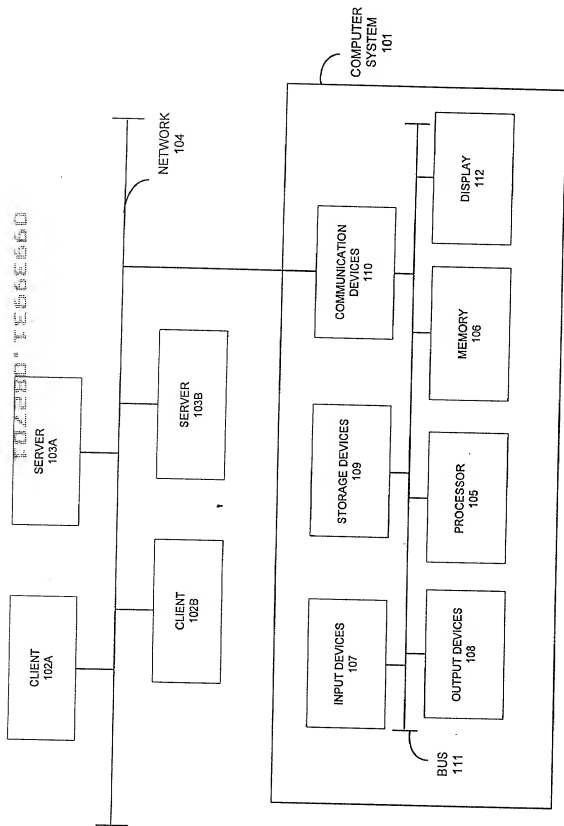 CLIENT
102A
SERVER
103A
CLIENT
102B
SERVER
103B
NETWORK
104
COMPUTER
SYSTEM
101
INPUT DEVICES
107
STORAGE DEVICES
109
COMMUNICATION
DEVICES
110
OUTPUT DEVICES
108
PROCESSOR
105
MEMORY
106
DISPLAY
112
BUS
111